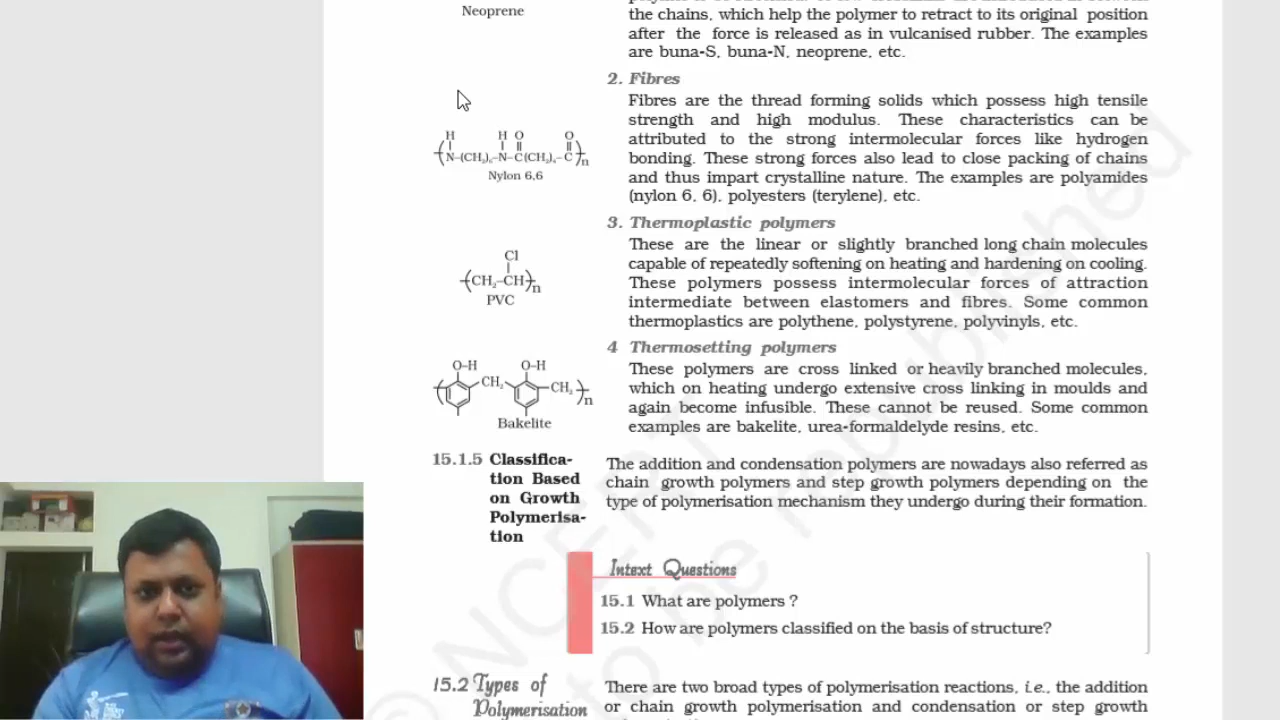 Neoprene
the chains, which help the polymer to retract to its original position
after the force is released as in vulcanised rubber. The examples
are buna-S, buna-N, neoprene, etc.
2. Fibres
Fibres are the thread forming solids which possess high tensile
strength and high modulus. These characteristics can be
attributed to the strong intermolecular forces like hydrogen
bonding. These strong forces also lead to close packing of chains
and thus impart crystalline nature. The examples are polyamides
(nylon 6, 6), polyesters (terylene), etc.
H H O O
N–(CH₂)₆–N–C(CH₂)₄–C n
Nylon 6,6
3. Thermoplastic polymers
These are the linear or slightly branched long chain molecules
capable of repeatedly softening on heating and hardening on cooling.
These polymers possess intermolecular forces of attraction
intermediate between elastomers and fibres. Some common
thermoplastics are polythene, polystyrene, polyvinyls, etc.
Cl
CH₂–CH n
PVC
4 Thermosetting polymers
These polymers are cross linked or heavily branched molecules,
which on heating undergo extensive cross linking in moulds and
again become infusible. These cannot be reused. Some common
examples are bakelite, urea-formaldelyde resins, etc.
O–H O–H
CH₂ CH₂ n
Bakelite
15.1.5 Classifica-
tion Based
on Growth
Polymerisa-
tion
The addition and condensation polymers are nowadays also referred as
chain growth polymers and step growth polymers depending on the
type of polymerisation mechanism they undergo during their formation.
Intext Questions
15.1 What are polymers ?
15.2 How are polymers classified on the basis of structure?
15.2 Types of
Polymerisation
There are two broad types of polymerisation reactions, i.e., the addition
or chain growth polymerisation and condensation or step growth
© NCERT
to be republished